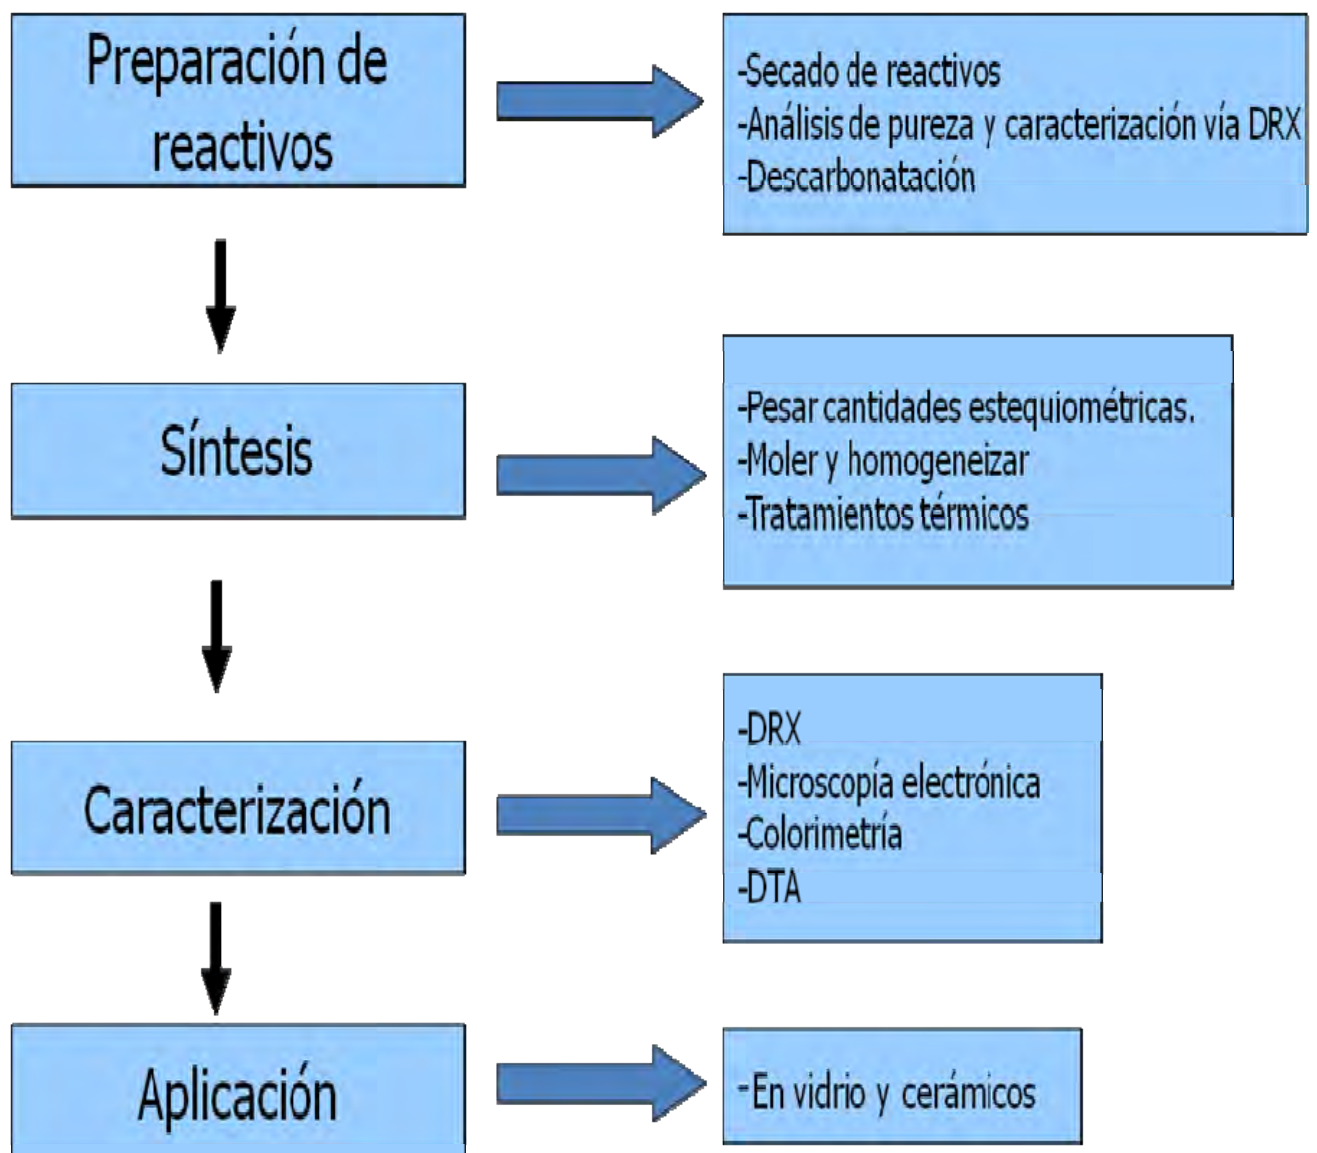 Preparación de
reactivos
-Secado de reactivos
-Análisis de pureza y caracterización vía DRX
-Descarbonatación
Síntesis
-Pesar cantidades estequiométricas.
-Moler y homogeneizar
-Tratamientos térmicos
Caracterización
-DRX
-Microscopía electrónica
-Colorimetría
-DTA
Aplicación
-En vidrio y cerámicos